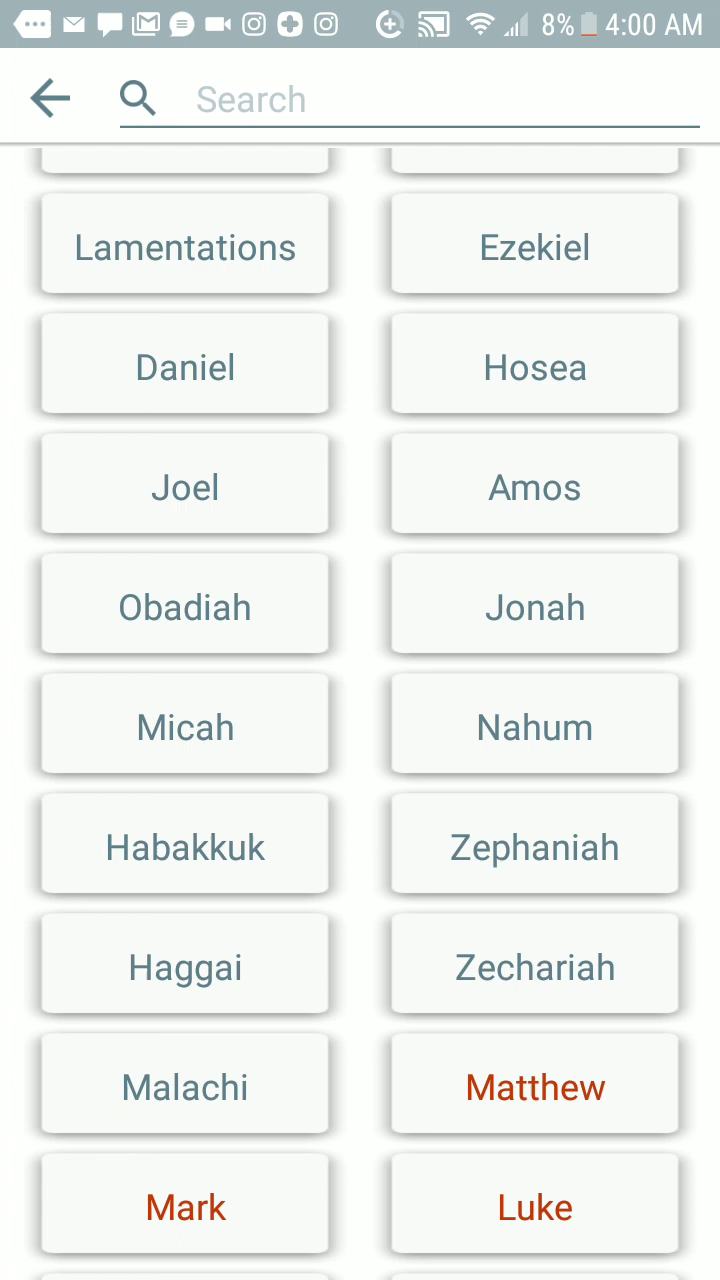 8% 4:00 AM
Search
Lamentations Ezekiel
Daniel Hosea
Joel Amos
Obadiah Jonah
Micah Nahum
Habakkuk Zephaniah
Haggai Zechariah
Malachi Matthew
Mark Luke